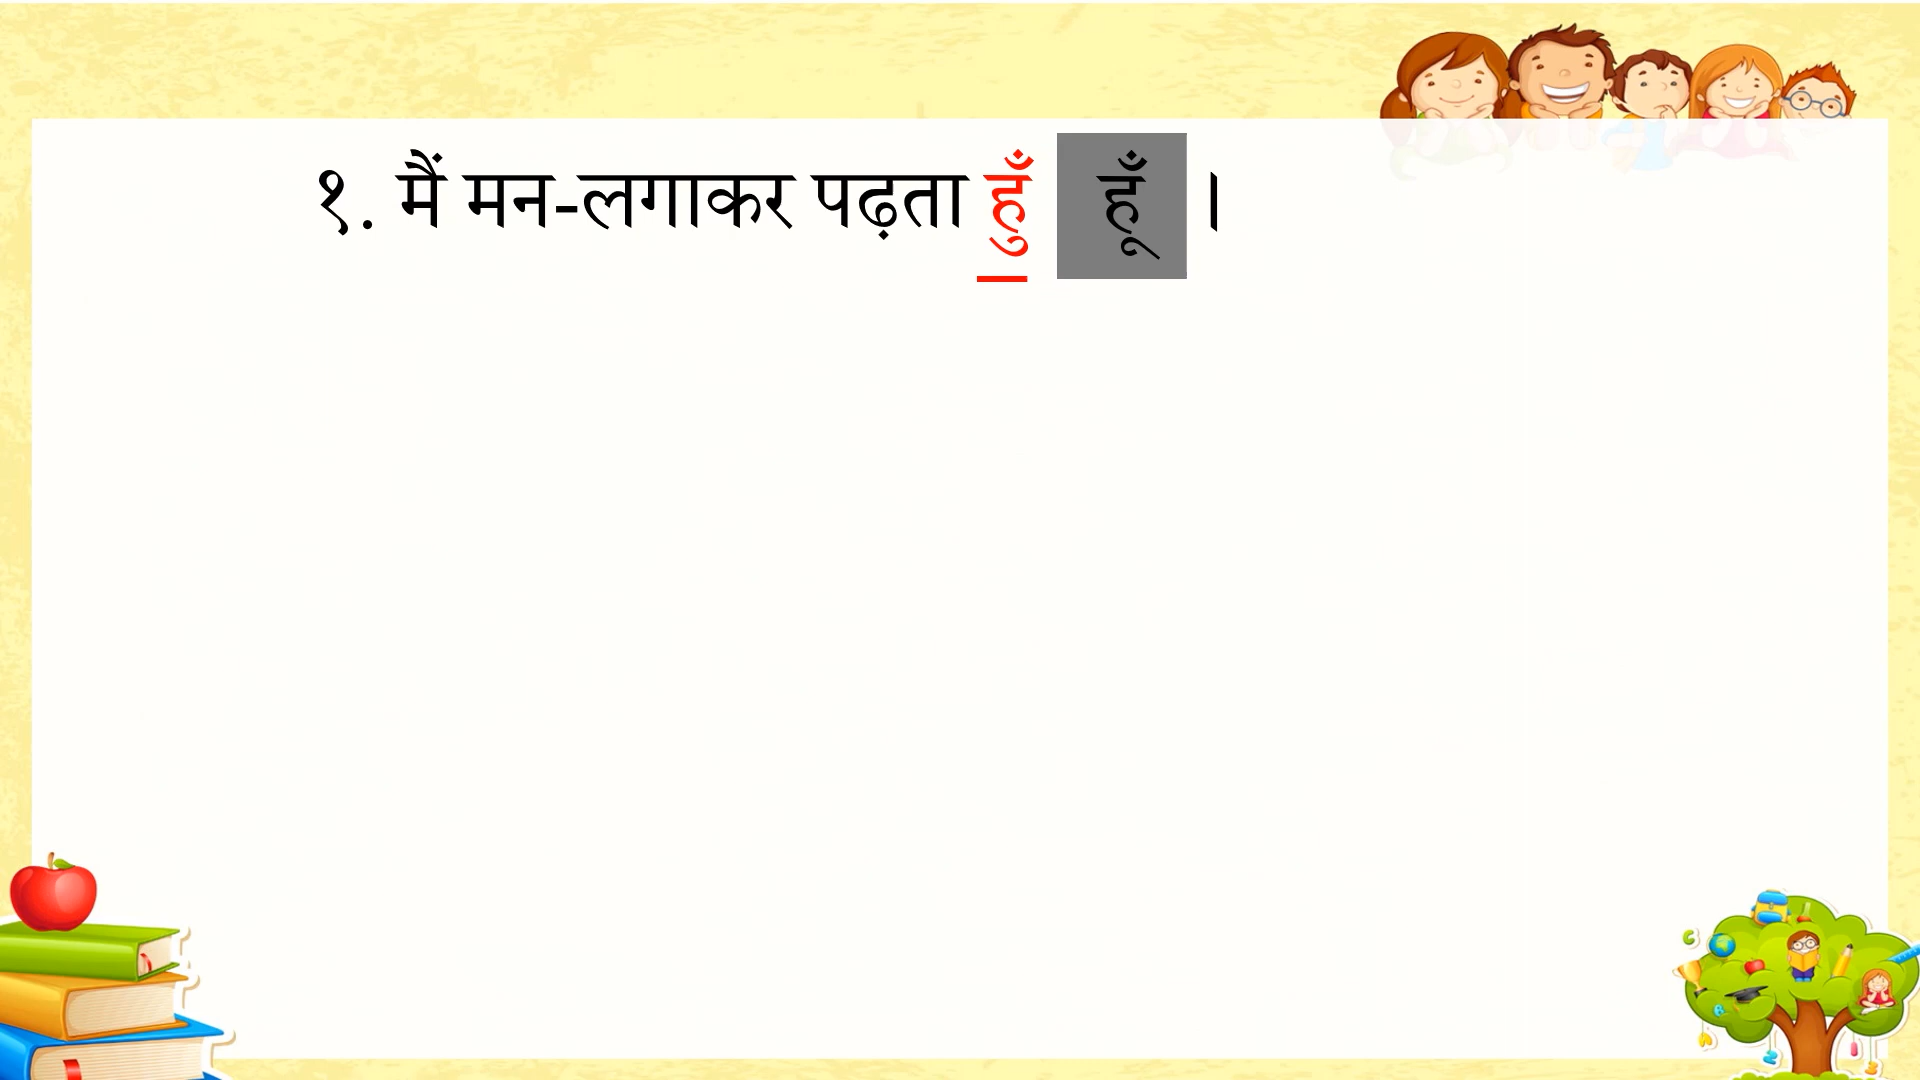 १. मैं मन-लगाकर पढ़ता हुँ हूँ ।